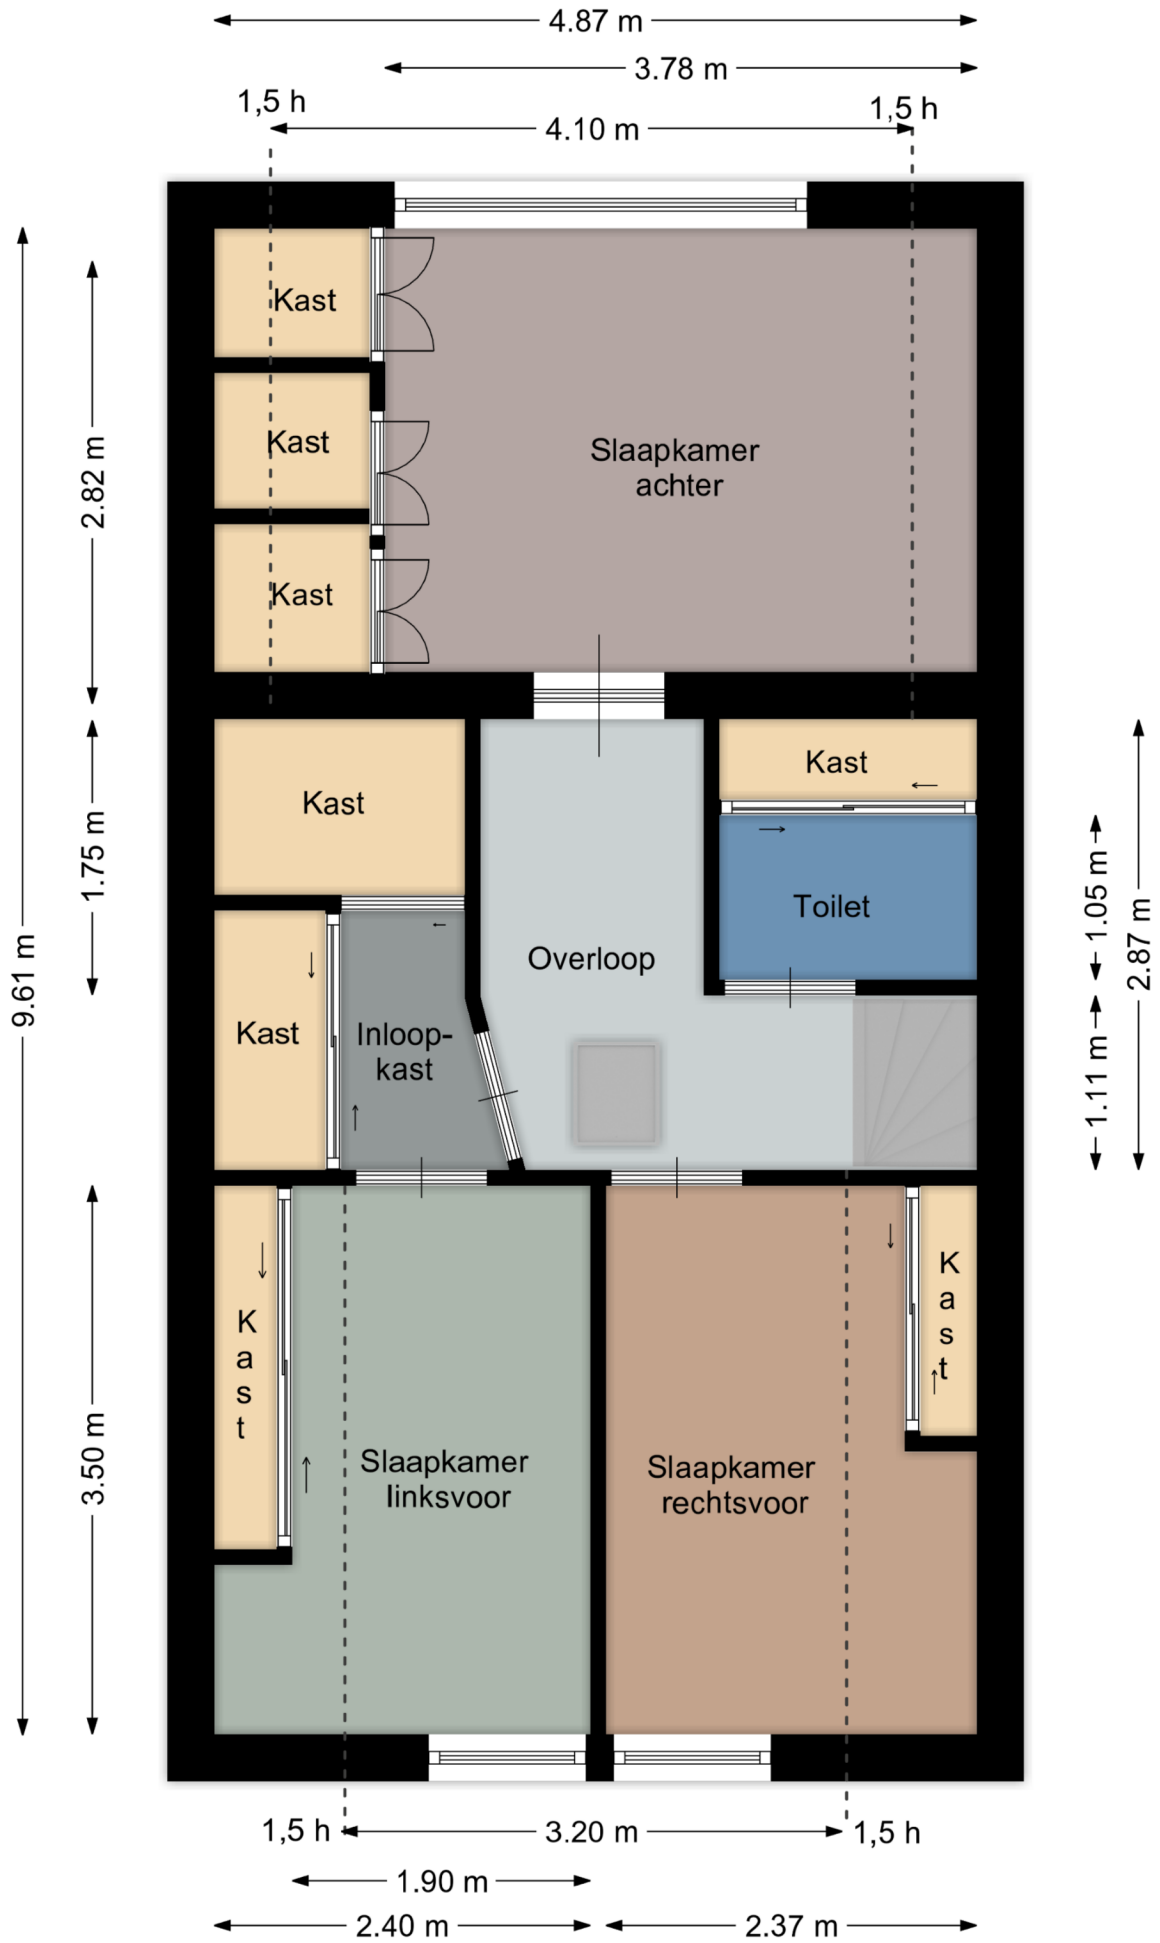 4.87 m
3.78 m
1,5 h
1,5 h
4.10 m
Kast
Kast
Slaapkamer
achter
2.82 m
Kast
Kast
Kast
1.75 m
Toilet
1.05 m
2.87 m
9.61 m
Overloop
Kast
Inloop-
kast
1.11 m
Kast
Kast
3.50 m
Slaapkamer
linksvoor
Slaapkamer
rechtsvoor
1,5 h
3.20 m
1,5 h
1.90 m
2.40 m
2.37 m